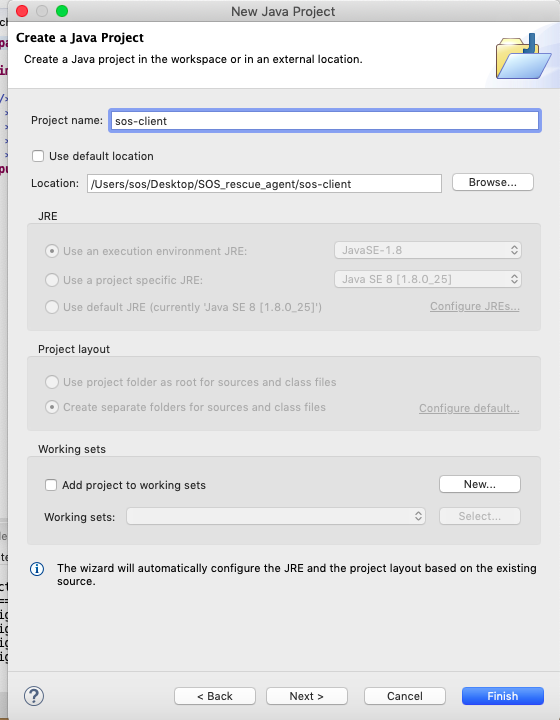 New Java Project
Create a Java Project
Create a Java project in the workspace or in an external location.
Project name: sos-client
Use default location
Location: /Users/sos/Desktop/SOS_rescue_agent/sos-client Browse...
JRE
Use an execution environment JRE: JavaSE-1.8
Use a project specific JRE: Java SE 8 [1.8.0_25]
Use default JRE (currently 'Java SE 8 [1.8.0_25]') Configure JREs...
Project layout
Use project folder as root for sources and class files
Create separate folders for sources and class files Configure default...
Working sets
Add project to working sets New...
Working sets: Select...
The wizard will automatically configure the JRE and the project layout based on the existing
source.
? < Back Next > Cancel Finish